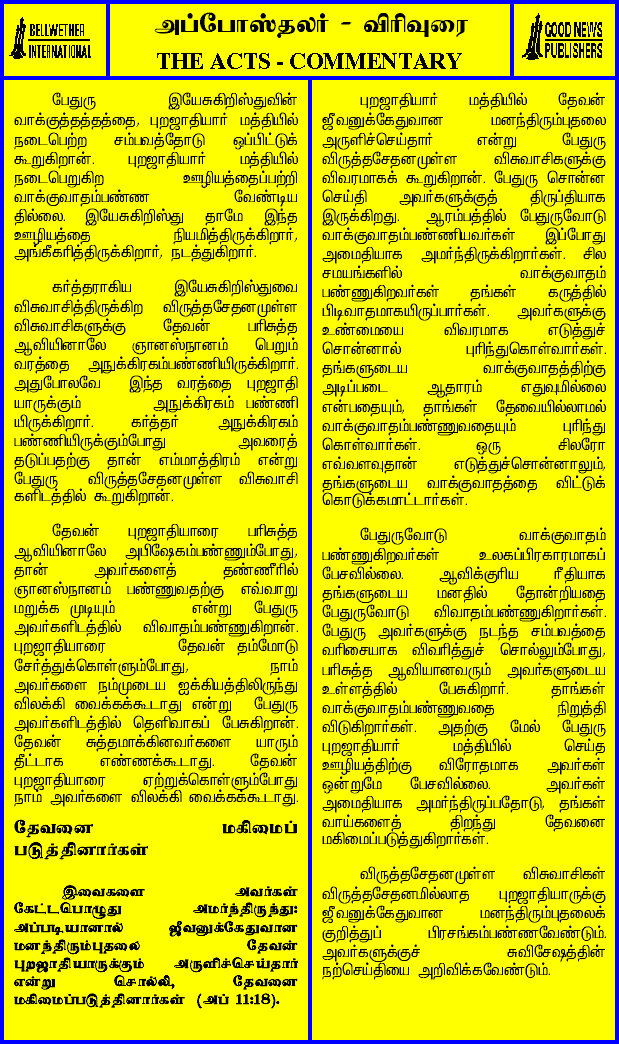 BELLWETHER
INTERNATIONAL
அப்போஸ்தலர் - விரிவுரை
THE ACTS - COMMENTARY
GOOD NEWS
PUBLISHERS
பேதுரு இயேசுகிறிஸ்துவின்
வாக்குத்தத்தத்தை, புறஜாதியார் மத்தியில்
நடைபெற்ற சம்பவத்தோடு ஒப்பிட்டுக்
கூறுகிறான். புறஜாதியார் மத்தியில்
நடைபெறுகிற ஊழியத்தைப்பற்றி
வாக்குவாதம்பண்ண வேண்டிய
தில்லை. இயேசுகிறிஸ்து தாமே இந்த
ஊழியத்தை நியமித்திருக்கிறார்,
அங்கீகரித்திருக்கிறார், நடத்துகிறார்.
கர்த்தராகிய இயேசுகிறிஸ்துவை
விசுவாசித்திருக்கிற விருத்தசேதனமுள்ள
விசுவாசிகளுக்கு தேவன் பரிசுத்த
ஆவியினாலே ஞானஸ்நானம் பெறும்
வரத்தை அநுக்கிரகம்பண்ணியிருக்கிறார்.
அதுபோலவே இந்த வரத்தை புறஜாதி
யாருக்கும் அநுக்கிரகம் பண்ணி
யிருக்கிறார். கர்த்தர் அநுக்கிரகம்
பண்ணியிருக்கும்போது அவரைத்
தடுப்பதற்கு தான் எம்மாத்திரம் என்று
பேதுரு விருத்தசேதனமுள்ள விசுவாசி
களிடத்தில் கூறுகிறான்.
தேவன் புறஜாதியாரை பரிசுத்த
ஆவியினாலே அபிஷேகம்பண்ணும்போது,
தான் அவர்களைத் தண்ணீரில்
ஞானஸ்நானம் பண்ணுவதற்கு எவ்வாறு
மறுக்க முடியும் என்று பேதுரு
அவர்களிடத்தில் விவாதம்பண்ணுகிறான்.
புறஜாதியாரை தேவன் தம்மோடு
சேர்த்துக்கொள்ளும்போது, நாம்
அவர்களை நம்முடைய ஐக்கியத்திலிருந்து
விலக்கி வைக்கக்கூடாது என்று பேதுரு
அவர்களிடத்தில் தெளிவாகப் பேசுகிறான்.
தேவன் சுத்தமாக்கினவர்களை யாரும்
தீட்டாக எண்ணக்கூடாது. தேவன்
புறஜாதியாரை ஏற்றுக்கொள்ளும்போது
நாம் அவர்களை விலக்கி வைக்கக்கூடாது.
தேவனை மகிமைப்
படுத்தினார்கள்
இவைகளை அவர்கள்
கேட்டபொழுது அமர்ந்திருந்து:
அப்படியானால் ஜீவனுக்கேதுவான
மனந்திரும்புதலை தேவன்
புறஜாதியாருக்கும் அருளிச்செய்தார்
என்று சொல்லி, தேவனை
மகிமைப்படுத்தினார்கள் (அப் 11:18).
புறஜாதியார் மத்தியில் தேவன்
ஜீவனுக்கேதுவான மனந்திரும்புதலை
அருளிச்செய்தார் என்று பேதுரு
விருத்தசேதனமுள்ள விசுவாசிகளுக்கு
விவரமாகக் கூறுகிறான். பேதுரு சொன்ன
செய்தி அவர்களுக்குத் திருப்தியாக
இருக்கிறது. ஆரம்பத்தில் பேதுருவோடு
வாக்குவாதம்பண்ணியவர்கள் இப்போது
அமைதியாக அமர்ந்திருக்கிறார்கள். சில
சமயங்களில் வாக்குவாதம்
பண்ணுகிறவர்கள் தங்கள் கருத்தில்
பிடிவாதமாகயிருப்பார்கள். அவர்களுக்கு
உண்மையை விவரமாக எடுத்துச்
சொன்னால் புரிந்துகொள்வார்கள்.
தங்களுடைய வாக்குவாதத்திற்கு
அடிப்படை ஆதாரம் எதுவுமில்லை
என்பதையும், தாங்கள் தேவையில்லாமல்
வாக்குவாதம்பண்ணுவதையும் புரிந்து
கொள்வார்கள். ஒரு சிலரோ
எவ்வளவுதான் எடுத்துச்சொன்னாலும்,
தங்களுடைய வாக்குவாதத்தை விட்டுக்
கொடுக்கமாட்டார்கள்.
பேதுருவோடு வாக்குவாதம்
பண்ணுகிறவர்கள் உலகப்பிரகாரமாகப்
பேசவில்லை. ஆவிக்குரிய ரீதியாக
தங்களுடைய மனதில் தோன்றியதை
பேதுருவோடு விவாதம்பண்ணுகிறார்கள்.
பேதுரு அவர்களுக்கு நடந்த சம்பவத்தை
வரிசையாக விவரித்துச் சொல்லும்போது,
பரிசுத்த ஆவியானவரும் அவர்களுடைய
உள்ளத்தில் பேசுகிறார். தாங்கள்
வாக்குவாதம்பண்ணுவதை நிறுத்தி
விடுகிறார்கள். அதற்கு மேல் பேதுரு
புறஜாதியார் மத்தியில் செய்த
ஊழியத்திற்கு விரோதமாக அவர்கள்
ஒன்றுமே பேசவில்லை. அவர்கள்
அமைதியாக அமர்ந்திருப்பதோடு, தங்கள்
வாய்களைத் திறந்து தேவனை
மகிமைப்படுத்துகிறார்கள்.
விருத்தசேதனமுள்ள விசுவாசிகள்
விருத்தசேதனமில்லாத புறஜாதியாருக்கு
ஜீவனுக்கேதுவான மனந்திரும்புதலைக்
குறித்துப் பிரசங்கம்பண்ணவேண்டும்.
அவர்களுக்குச் சுவிசேஷத்தின்
நற்செய்தியை அறிவிக்கவேண்டும்.